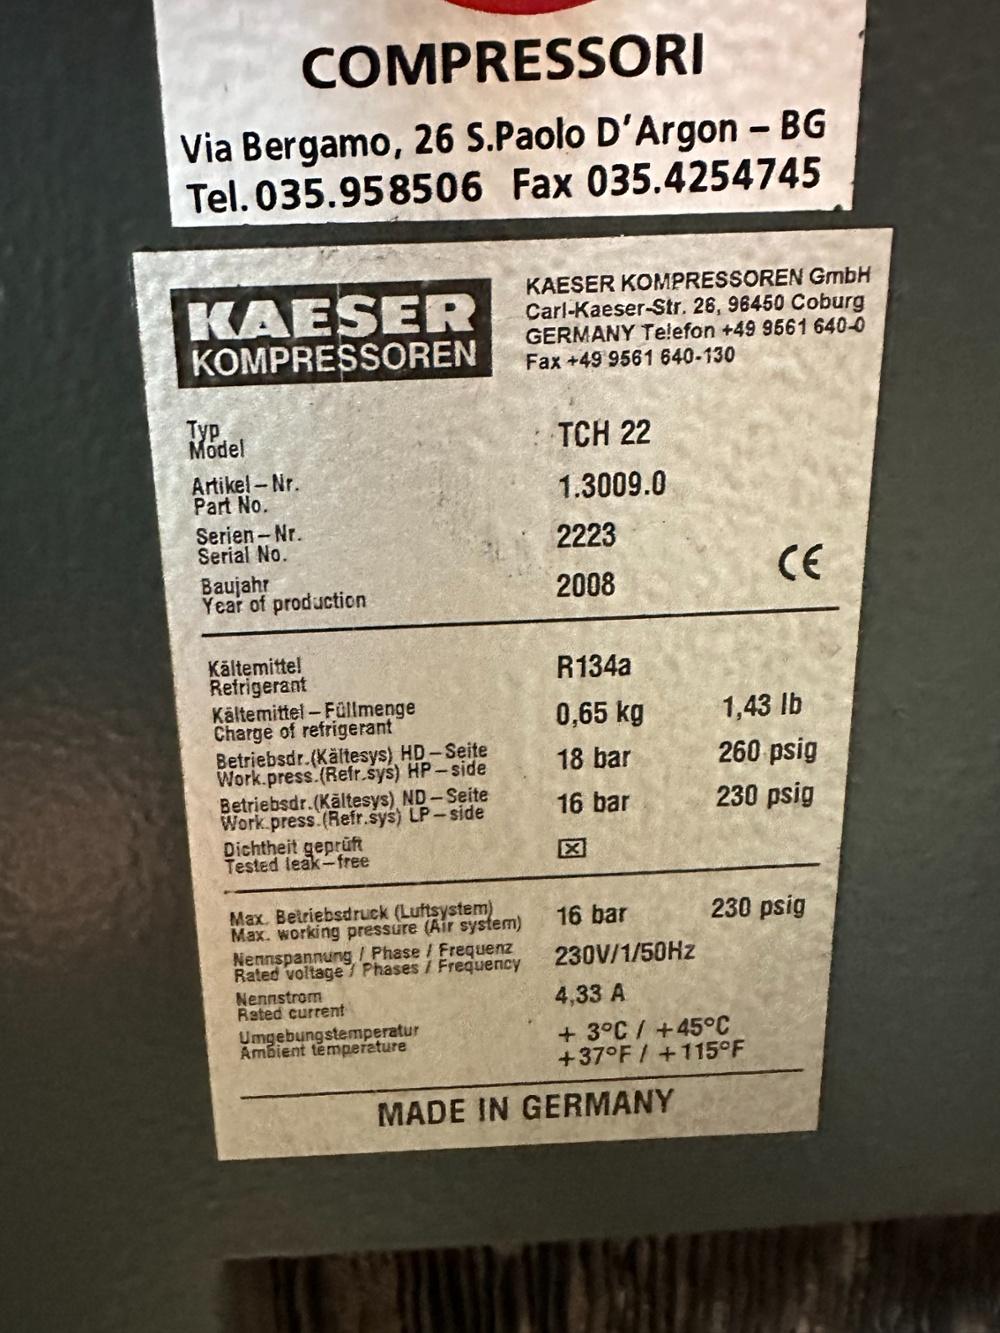 COMPRESSORI
Via Bergamo, 26 S.Paolo D'Argon – BG
Tel.035.958506 Fax 035.4254745
KAESER
KOMPRESSOREN
KAESER KOMPRESSOREN GmbH
Carl-Kaeser-Str. 26, 96450 Coburg
GERMANY Telefon +49 9561 640-0
Fax +49 9561 640-130
Typ
Model
TCH 22
Artikel–Nr.
Part No.
1.3009.0
Serien–Nr.
Serial No.
2223
Baujahr
Year of production
2008
CE
Kältemittel
Refrigerant
R134a
Kältemittel–Füllmenge
Charge of refrigerant
0,65 kg 1,43 lb
Betriebsdr.(Kältesys) HD–Seite
Work.press.(Refr.sys) HP–side
18 bar 260 psig
Betriebsdr.(Kältesys) ND–Seite
Work.press.(Refr.sys) LP–side
16 bar 230 psig
Dichtheit geprüft
Tested leak–free
☒
Max. Betriebsdruck (Luftsystem)
Max. working pressure (Air system)
16 bar 230 psig
Nennspannung / Phase / Frequenz
Rated voltage / Phases / Frequency
230V/1/50Hz
Nennstrom
Rated current
4,33 A
Umgebungstemperatur
Ambient temperature
+ 3°C / +45°C
+37°F / +115°F
MADE IN GERMANY